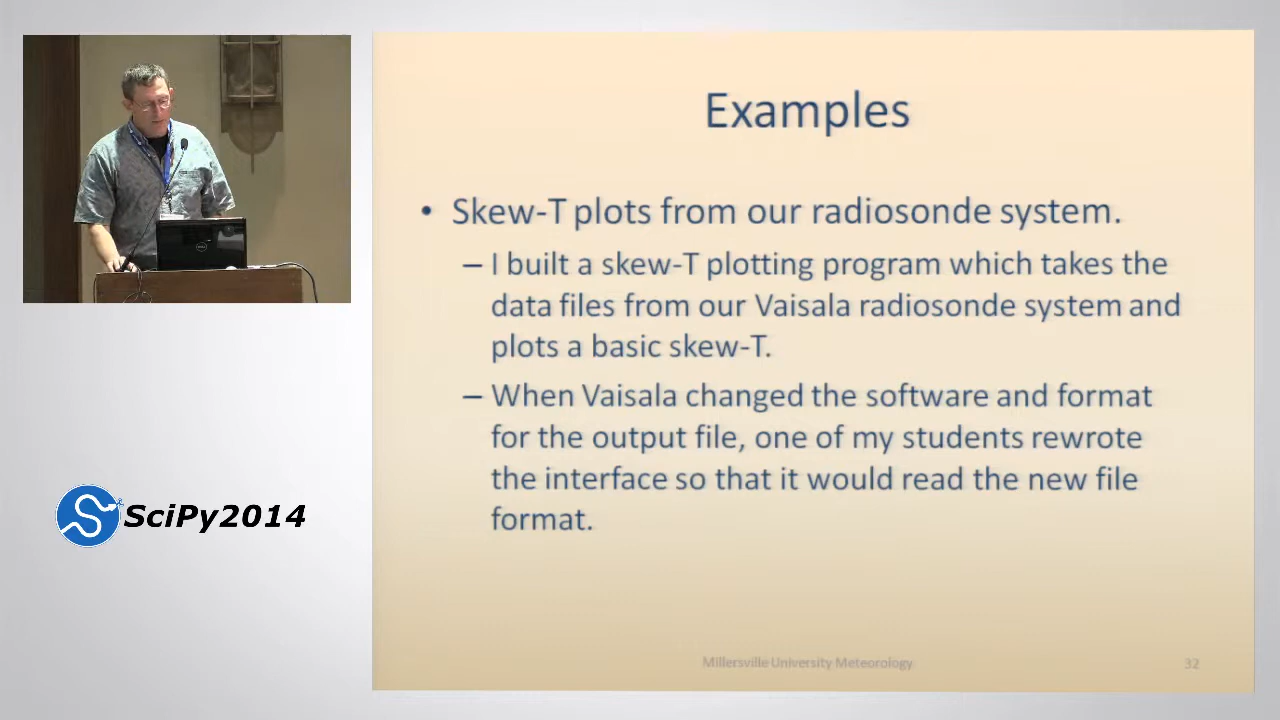 Examples
• Skew-T plots from our radiosonde system.
– I built a skew-T plotting program which takes the
data files from our Vaisala radiosonde system and
plots a basic skew-T.
– When Vaisala changed the software and format
for the output file, one of my students rewrote
the interface so that it would read the new file
format.
SciPy2014
Millersville University Meteorology
32